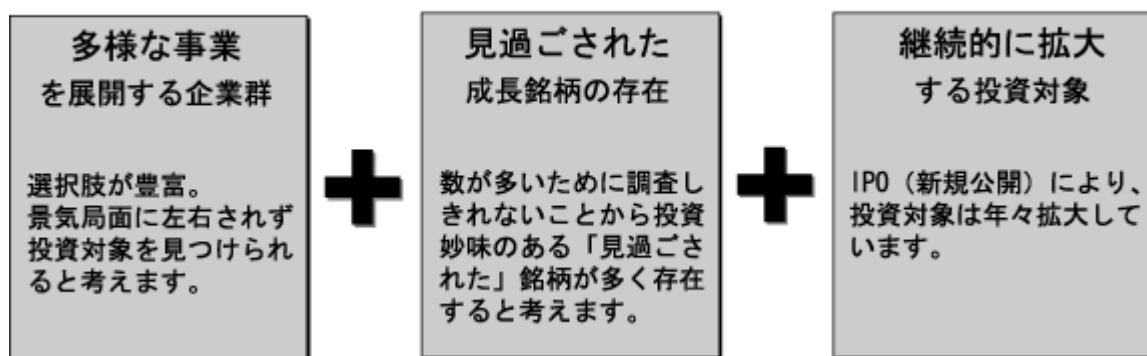 多様な事業
を展開する企業群
選択肢が豊富。
景気局面に左右されず
投資対象を見つけられ
ると考えます。
見過ごされた
成長銘柄の存在
数が多いために調査し
きれないことから投資
妙味のある「見過ごさ
れた」銘柄が多く存在
すると考えます。
継続的に拡大
する投資対象
IPO（新規公開）により、
投資対象は年々拡大して
います。